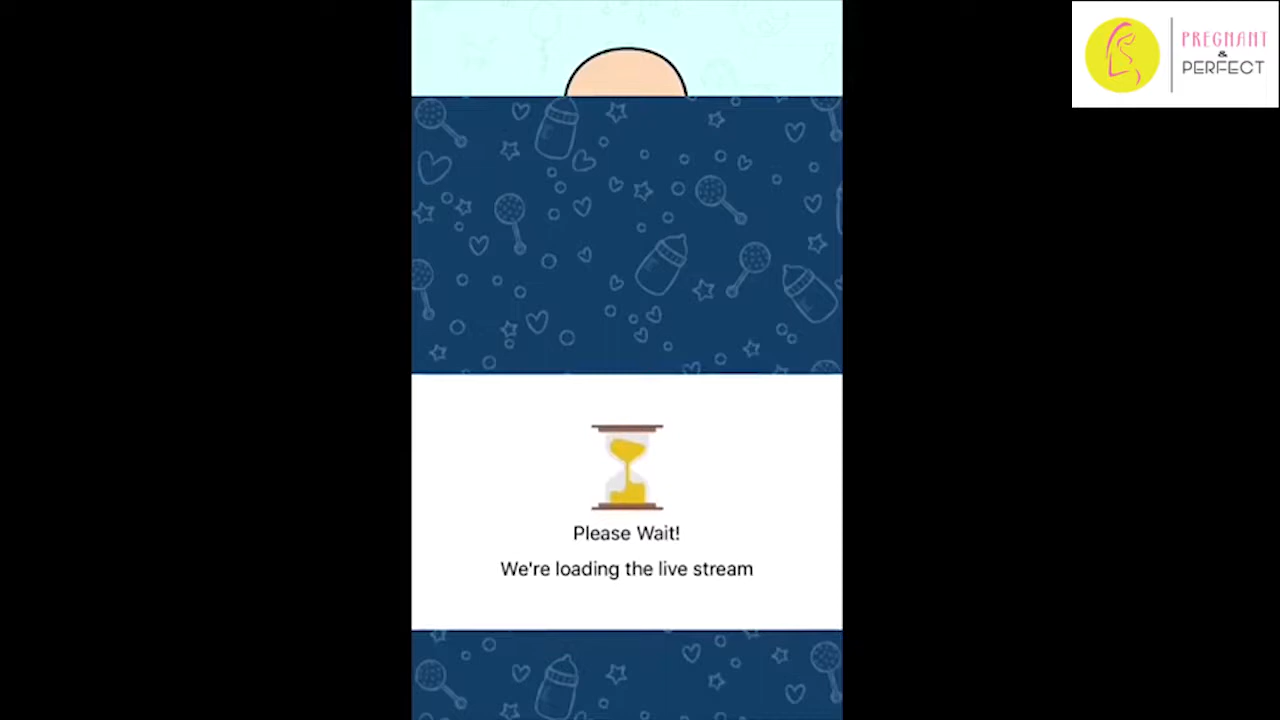 PREGNANT
&
PERFECT
Please Wait!
We're loading the live stream